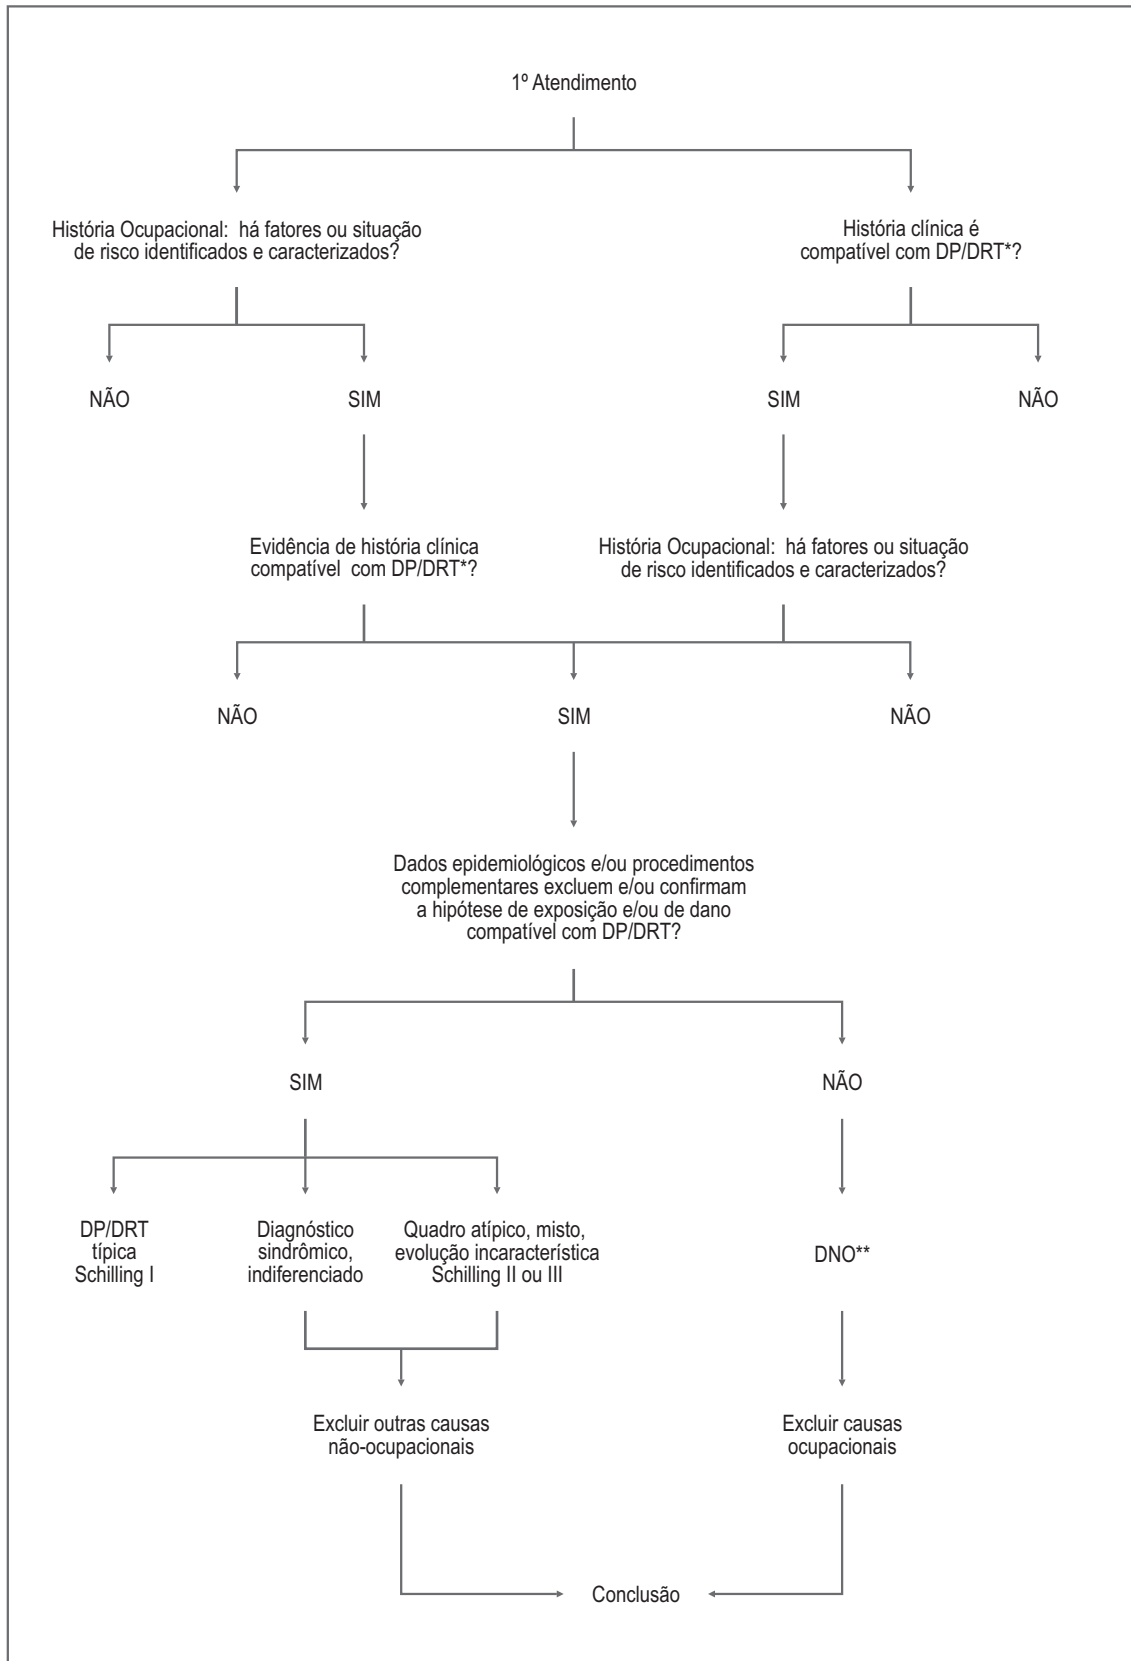 1º Atendimento
História Ocupacional: há fatores ou situação
de risco identificados e caracterizados?
História clínica é
compatível com DP/DRT*?
NÃO
SIM
SIM
NÃO
Evidência de história clínica
compatível com DP/DRT*?
História Ocupacional: há fatores ou situação
de risco identificados e caracterizados?
NÃO
SIM
NÃO
Dados epidemiológicos e/ou procedimentos
complementares excluem e/ou confirmam
a hipótese de exposição e/ou de dano
compatível com DP/DRT?
SIM
NÃO
DP/DRT
típica
Schilling I
Diagnóstico
sindrômico,
indiferenciado
Quadro atípico, misto,
evolução incaracterística
Schilling II ou III
DNO**
Excluir outras causas
não-ocupacionais
Excluir causas
ocupacionais
Conclusão